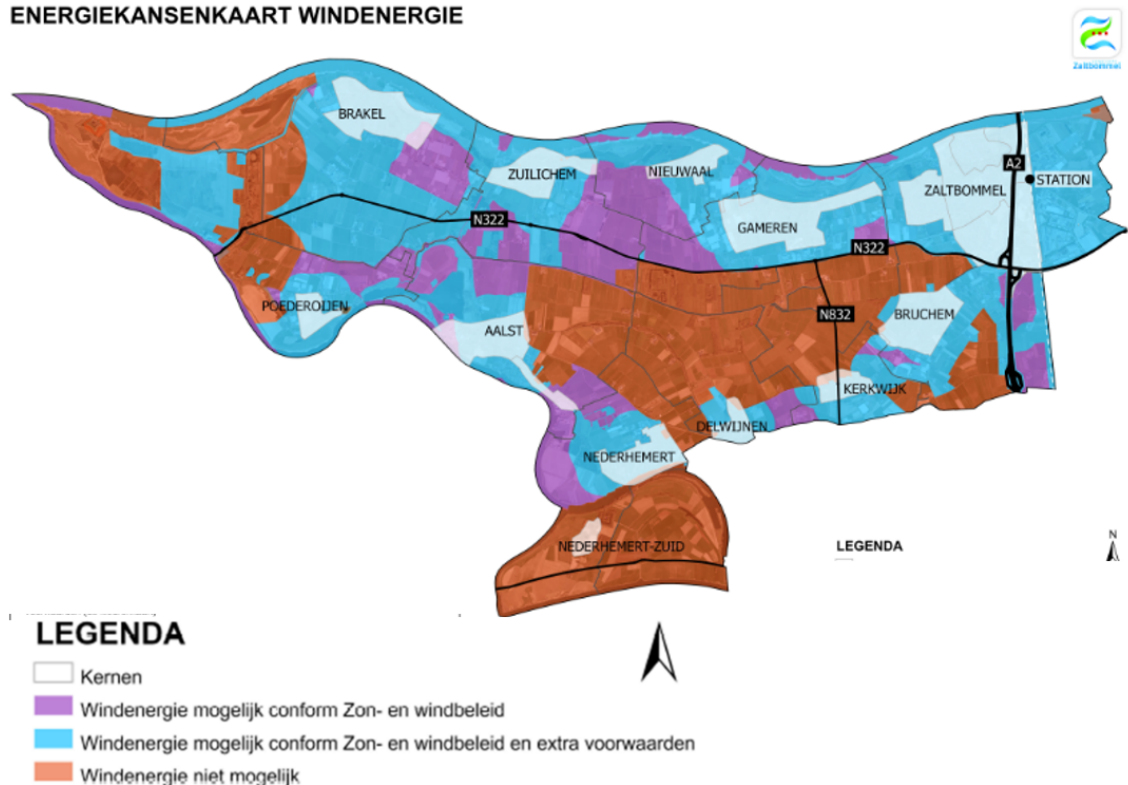 ENERGIEKANSENKAART WINDENERGIE
Zaltbommel
BRAKEL
A2
ZUILICHEM
NIEUWAAL
STATION
ZALTBOMMEL
N322
GAMEREN
N322
POEDEROIJEN
N832
BRUCHEM
AALST
KERKWIJK
DELWIJNEN
NEDERHEMERT
NEDERHEMERT-ZUID
LEGENDA
N
LEGENDA
Kernen
Windenergie mogelijk conform Zon- en windbeleid
Windenergie mogelijk conform Zon- en windbeleid en extra voorwaarden
Windenergie niet mogelijk